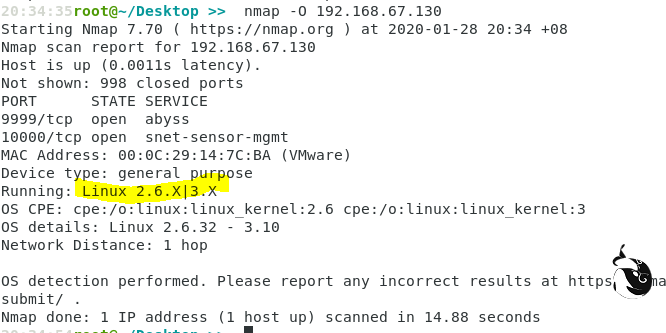 20:34:35root@~/Desktop >>  nmap -O 192.168.67.130
Starting Nmap 7.70 ( https://nmap.org ) at 2020-01-28 20:34 +08
Nmap scan report for 192.168.67.130
Host is up (0.0011s latency).
Not shown: 998 closed ports
PORT      STATE SERVICE
9999/tcp  open  abyss
10000/tcp open  snet-sensor-mgmt
MAC Address: 00:0C:29:14:7C:BA (VMware)
Device type: general purpose
Running: Linux 2.6.X|3.X
OS CPE: cpe:/o:linux:linux_kernel:2.6 cpe:/o:linux:linux_kernel:3
OS details: Linux 2.6.32 - 3.10
Network Distance: 1 hop
OS detection performed. Please report any incorrect results at https
submit/ .
Nmap done: 1 IP address (1 host up) scanned in 14.88 seconds
root@~/Desktop >>